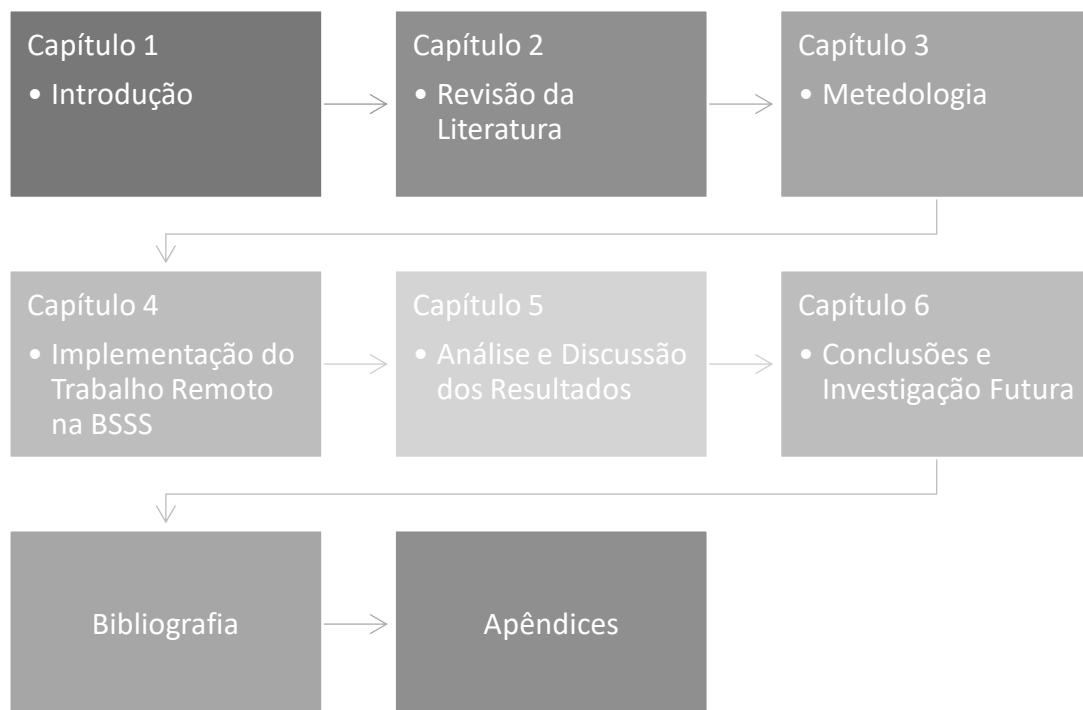 Capítulo 1
• Introdução
Capítulo 2
• Revisão da
Literatura
Capítulo 3
• Metedologia
Capítulo 4
• Implementação do
Trabalho Remoto
na BSSS
Capítulo 5
• Análise e Discussão
dos Resultados
Capítulo 6
• Conclusões e
Investigação Futura
Bibliografia
Apêndices